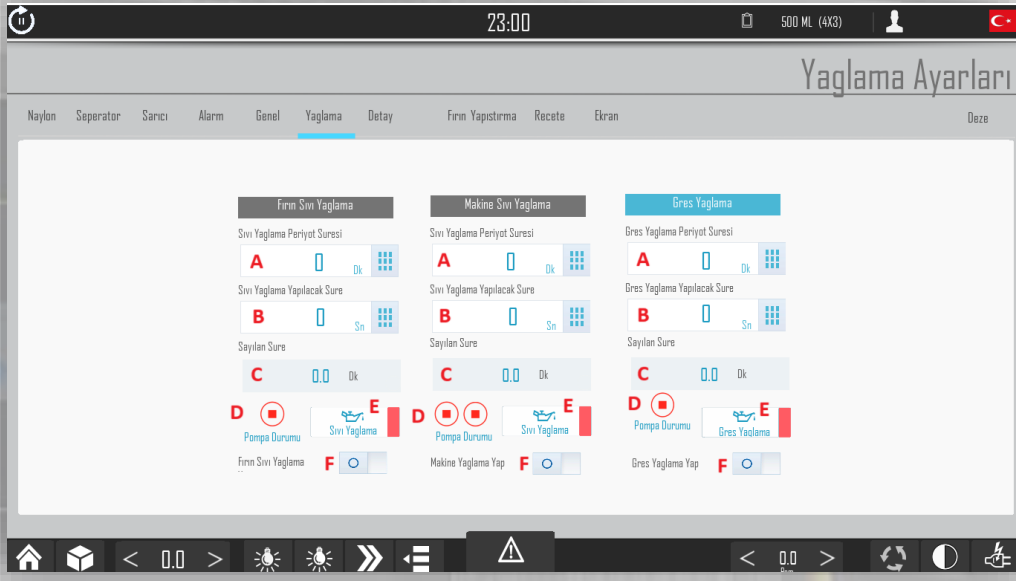 23:00
500 ML (4X3)
Yaglama Ayarları
Naylon Seperator Sarıcı Alarm Genel Yaglama Detay Fırın Yapıstırma Recete Ekran Deze
Fırın Sıvı Yaglama Makine Sıvı Yaglama Gres Yaglama
Sıvı Yaglama Periyot Suresi Sıvı Yaglama Periyot Suresi Gres Yaglama Periyot Suresi
A 0 Dk A 0 Dk A 0 Dk
Sıvı Yaglama Yapılacak Sure Sıvı Yaglama Yapılacak Sure Gres Yaglama Yapılacak Sure
B 0 Sn B 0 Sn B 0 Sn
Sayılan Sure Sayılan Sure Sayılan Sure
C 0.0 Dk C 0.0 Dk C 0.0 Dk
D E D E D E
Pompa Durumu Sıvı Yaglama Pompa Durumu Sıvı Yaglama Pompa Durumu Gres Yaglama
Fırın Sıvı Yaglama F Makine Yaglama Yap F Gres Yaglama Yap F
< 0.0 > < 0.0 >